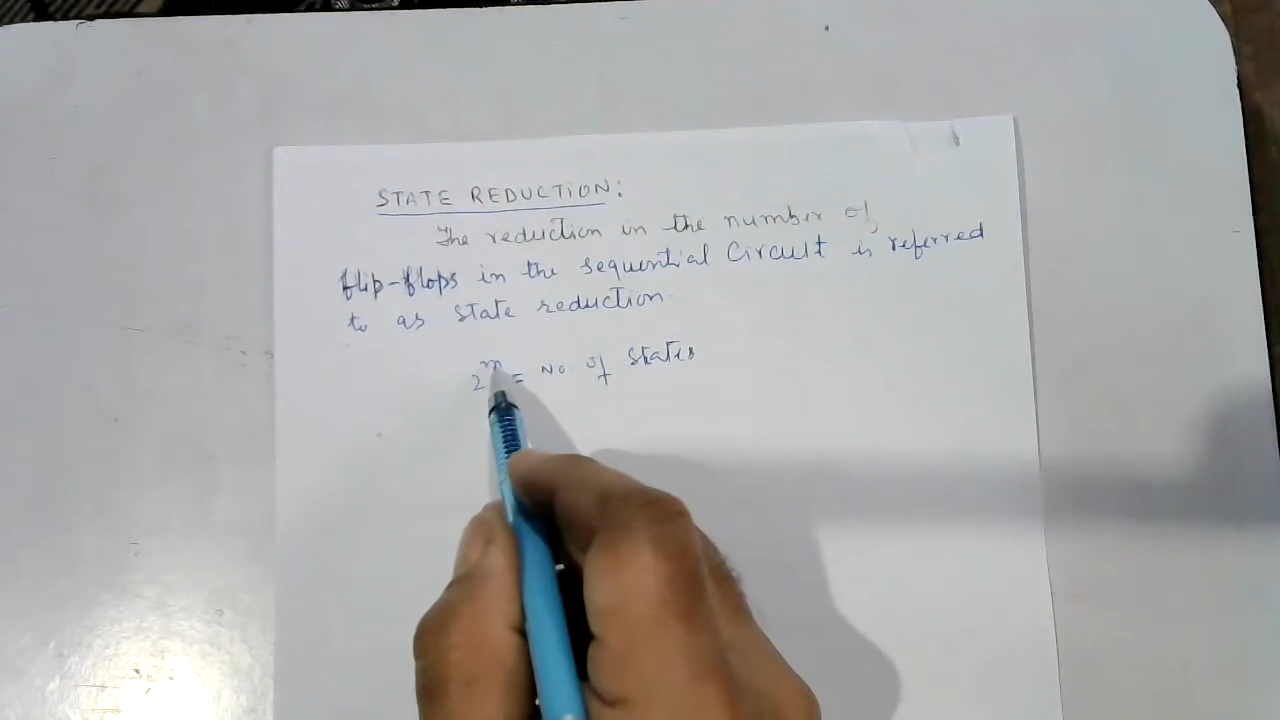 STATE REDUCTION:
The reduction in the number of
flip-flops in the sequential Circuit is referred
to as state reduction
2^m = No of States